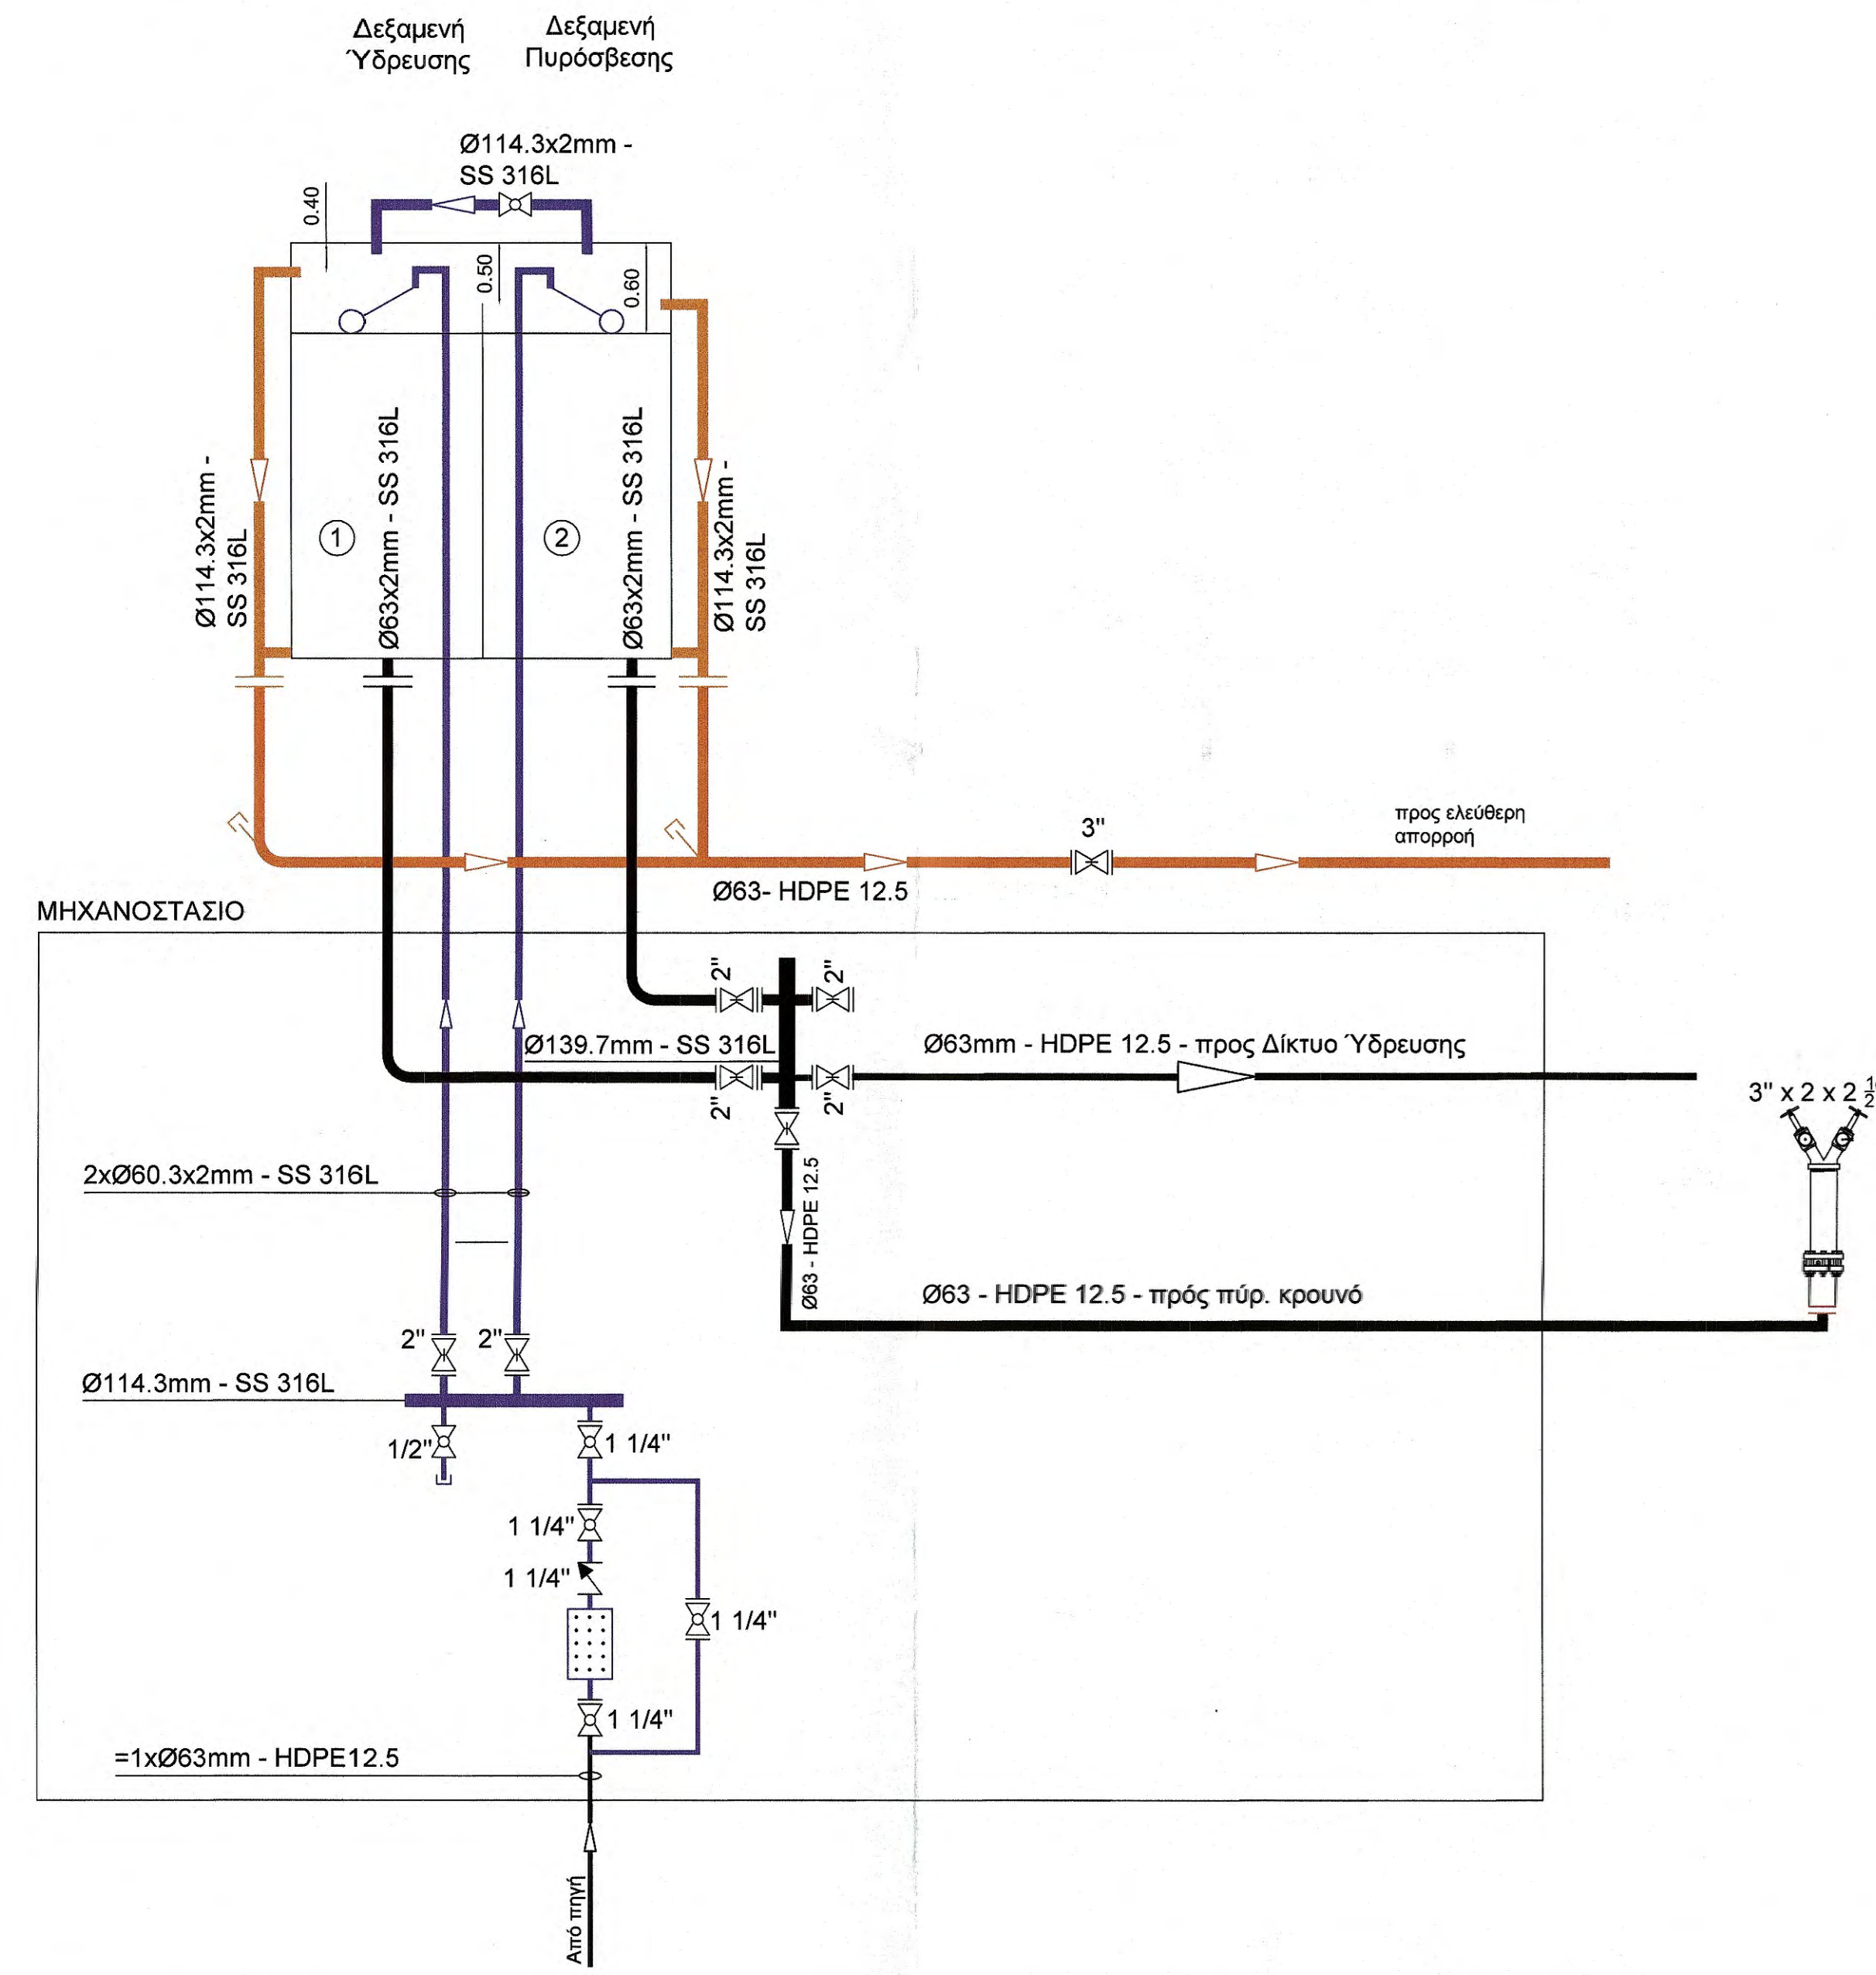 Δεξαμενή
Ύδρευσης
Δεξαμενή
Πυρόσβεσης
Ø114.3x2mm -
SS 316L
0.40
0.50
0.60
Ø114.3x2mm -
SS 316L
1
Ø63x2mm - SS 316L
2
Ø63x2mm - SS 316L
Ø114.3x2mm -
SS 316L
3"
προς ελεύθερη
απορροή
Ø63- HDPE 12.5
ΜΗΧΑΝΟΣΤΑΣΙΟ
2"
2"
Ø139.7mm - SS 316L
Ø63mm - HDPE 12.5 - προς Δίκτυο Ύδρευσης
2"
2"
3" x 2 x 2 1/2
2xØ60.3x2mm - SS 316L
Ø63 - HDPE 12.5
Ø63 - HDPE 12.5 - πρός πύρ. κρουνό
2"
2"
Ø114.3mm - SS 316L
1/2"
1 1/4"
1 1/4"
1 1/4"
1 1/4"
1 1/4"
=1xØ63mm - HDPE12.5
Από πηγή